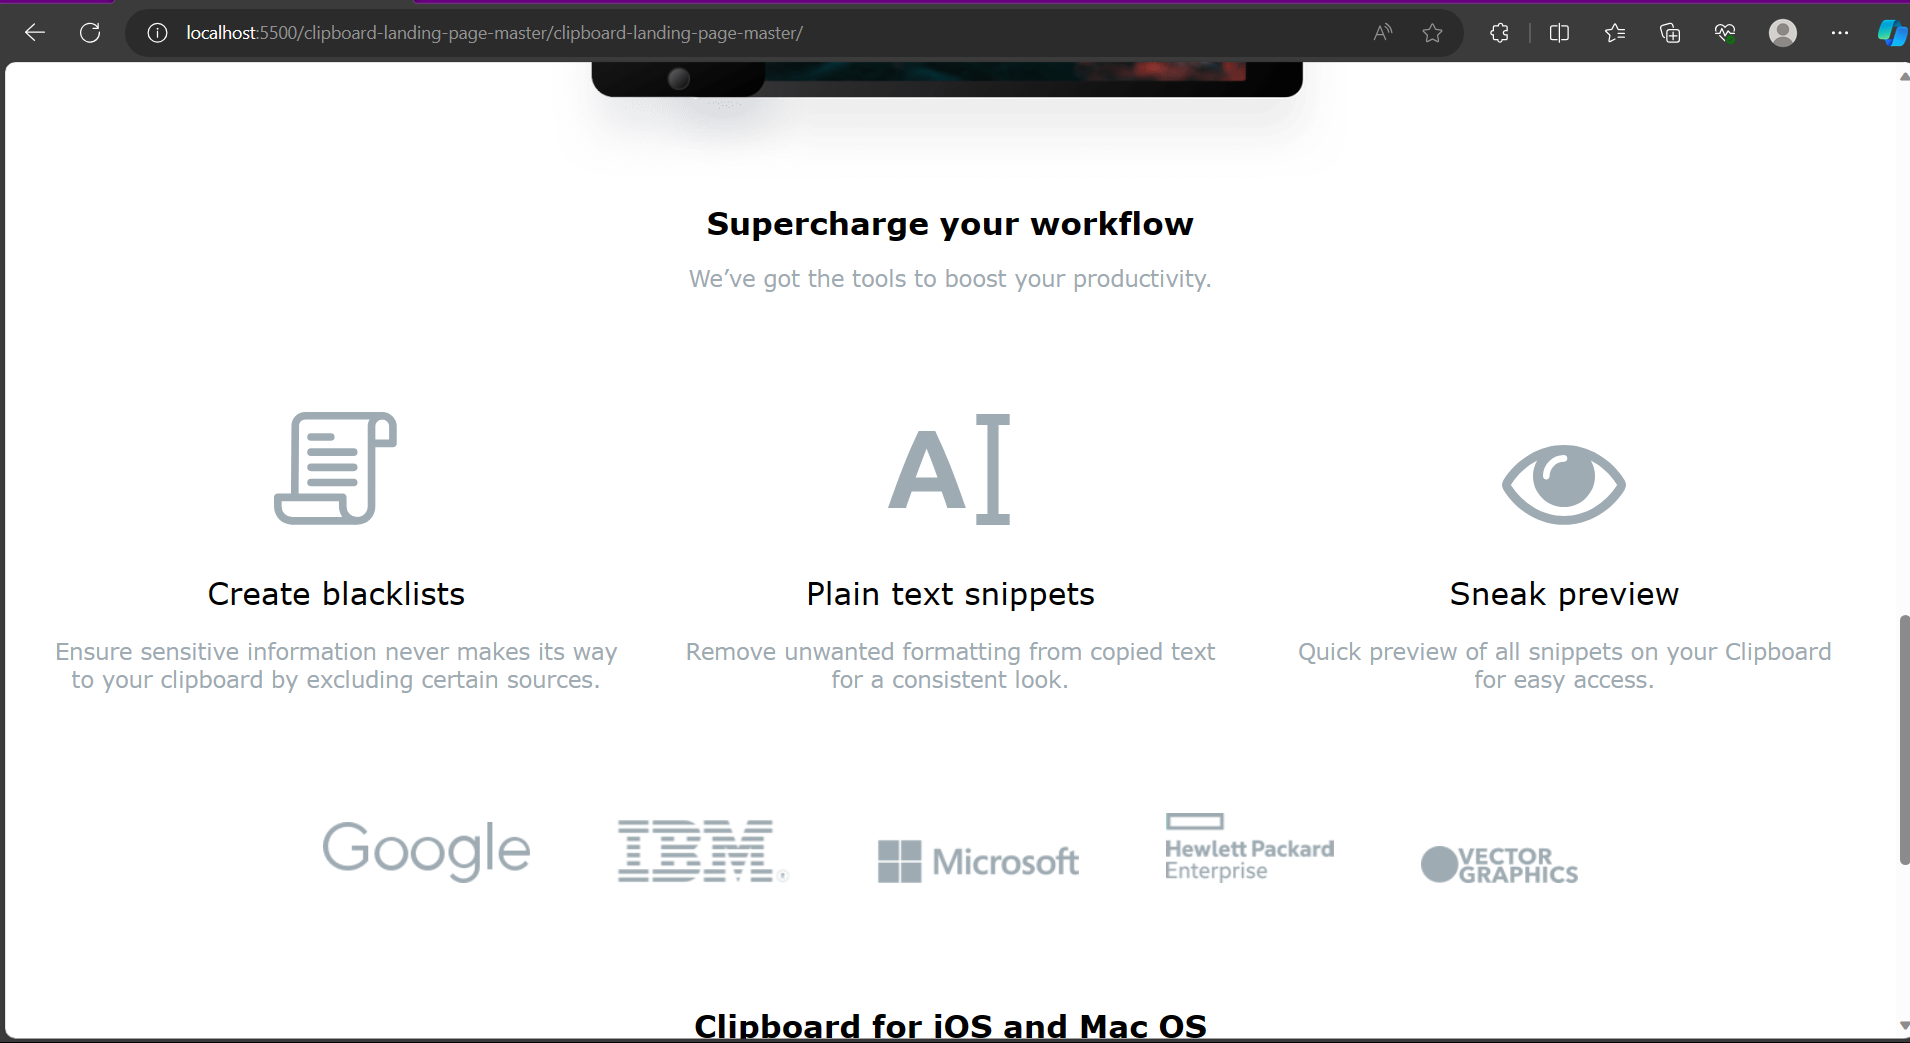 localhost:5500/clipboard-landing-page-master/clipboard-landing-page-master/
Supercharge your workflow
We’ve got the tools to boost your productivity.
AI
Create blacklists
Ensure sensitive information never makes its way
to your clipboard by excluding certain sources.
Plain text snippets
Remove unwanted formatting from copied text
for a consistent look.
Sneak preview
Quick preview of all snippets on your Clipboard
for easy access.
Google
IBM®
Microsoft
Hewlett Packard
Enterprise
VECTOR
GRAPHICS
Clipboard for iOS and Mac OS